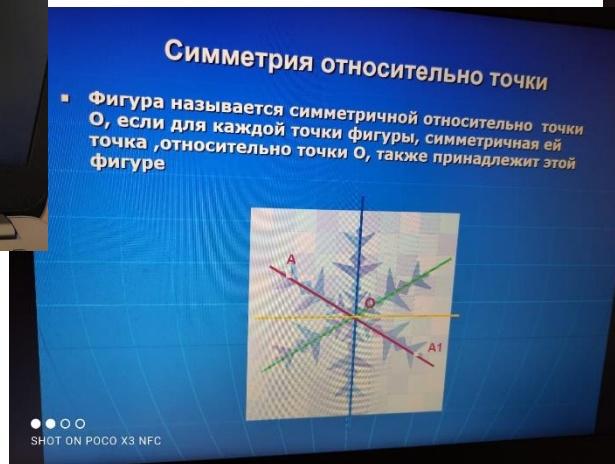 Симметрия относительно точки
Фигура называется симметричной относительно точки
О, если для каждой точки фигуры, симметричная ей
точка ,относительно точки О, также принадлежит этой
фигуре
А
О
А1
SHOT ON POCO X3 NFC